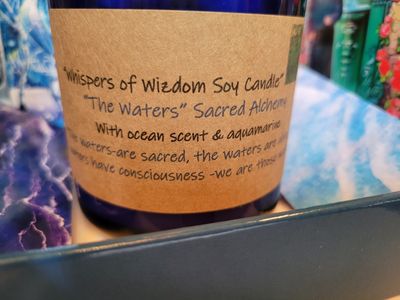 "Whispers of Wizdom Soy Candle"
"The Waters" Sacred Alchemy
With ocean scent & aquamarine
waters-are sacred, the waters are
have consciousness -we are those